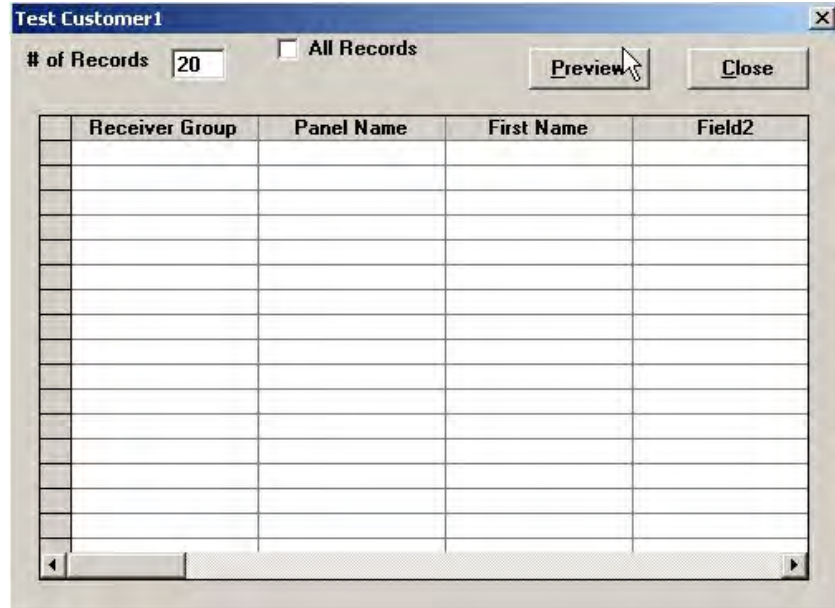 Test Customer1
# of Records 20 All Records Preview Close
Receiver Group Panel Name First Name Field2